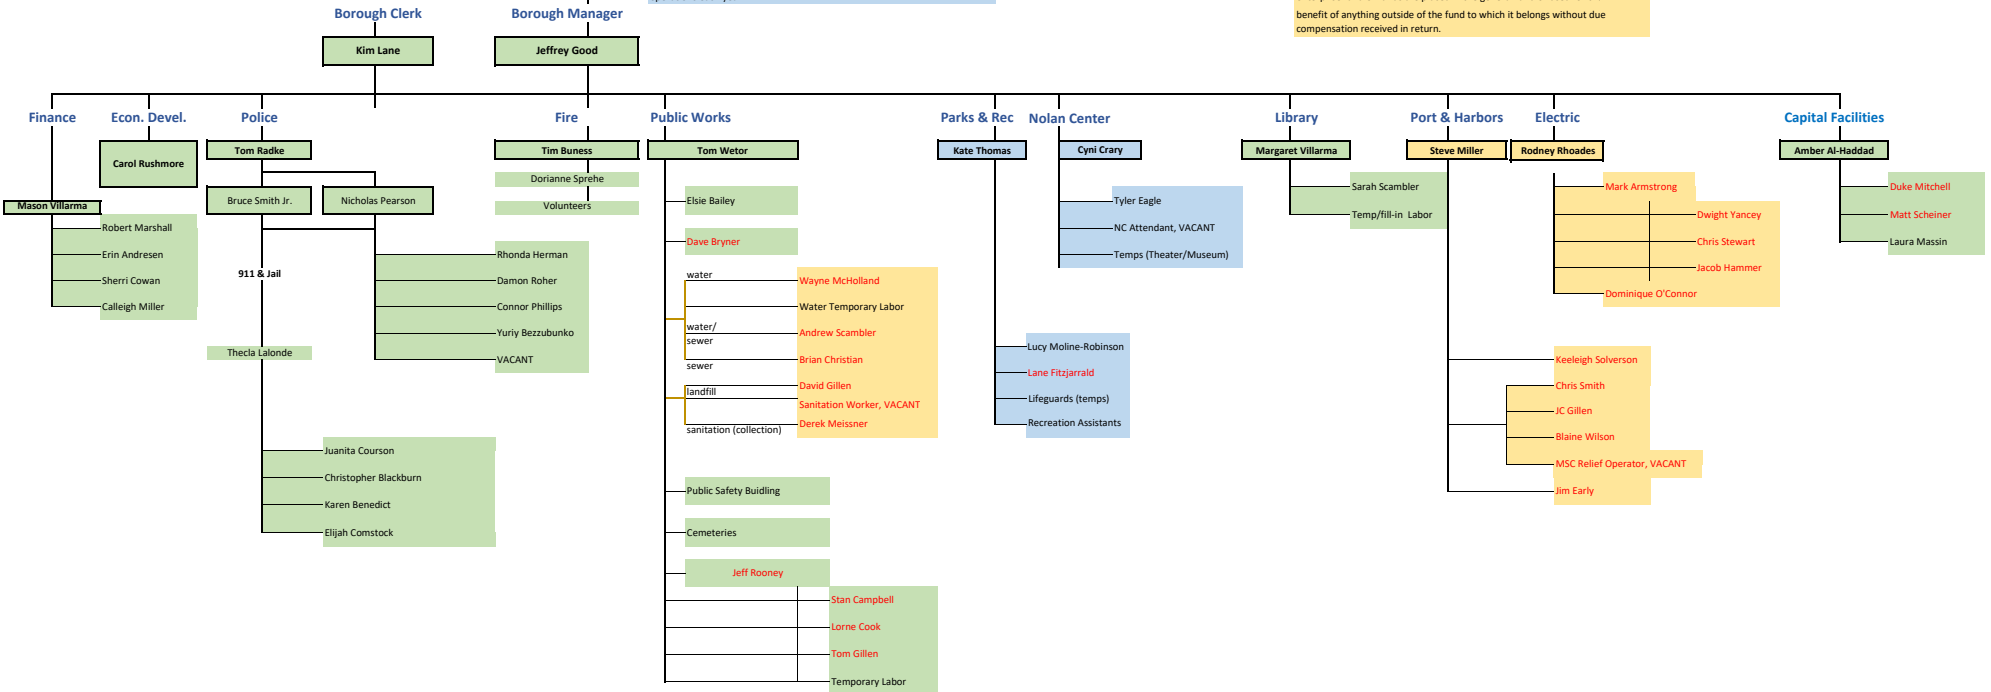 benefit of anything outside of the fund to which it belongs without due
compensation received in return.
Borough Clerk
Borough Manager
Kim Lane
Jeffrey Good
Finance
Econ. Devel.
Police
Fire
Public Works
Parks & Rec
Nolan Center
Library
Port & Harbors
Electric
Capital Facilities
Carol Rushmore
Tom Radke
Tim Buness
Tom Wetor
Kate Thomas
Cyni Crary
Margaret Villarma
Steve Miller
Rodney Rhoades
Amber Al-Haddad
Mason Villarma
Robert Marshall
Erin Andresen
Sherri Cowan
Calleigh Miller
Bruce Smith Jr.
Nicholas Pearson
911 & Jail
Thecla Lalonde
Rhonda Herman
Damon Roher
Connor Phillips
Yuriy Bezzubunko
VACANT
Juanita Courson
Christopher Blackburn
Karen Benedict
Elijah Comstock
Dorianne Sprehe
Volunteers
Elsie Bailey
Dave Bryner
water
Wayne McHolland
Water Temporary Labor
water/
sewer
Andrew Scambler
sewer
Brian Christian
David Gillen
landfill
Sanitation Worker, VACANT
sanitation (collection)
Derek Meissner
Public Safety Buidling
Cemeteries
Jeff Rooney
Stan Campbell
Lorne Cook
Tom Gillen
Temporary Labor
Lucy Moline-Robinson
Lane Fitzjarrald
Lifeguards (temps)
Recreation Assistants
Tyler Eagle
NC Attendant, VACANT
Temps (Theater/Museum)
Sarah Scambler
Temp/fill-in Labor
Keeleigh Solverson
Chris Smith
JC Gillen
Blaine Wilson
MSC Relief Operator, VACANT
Jim Early
Mark Armstrong
Dwight Yancey
Chris Stewart
Jacob Hammer
Dominique O'Connor
Duke Mitchell
Matt Scheiner
Laura Massin